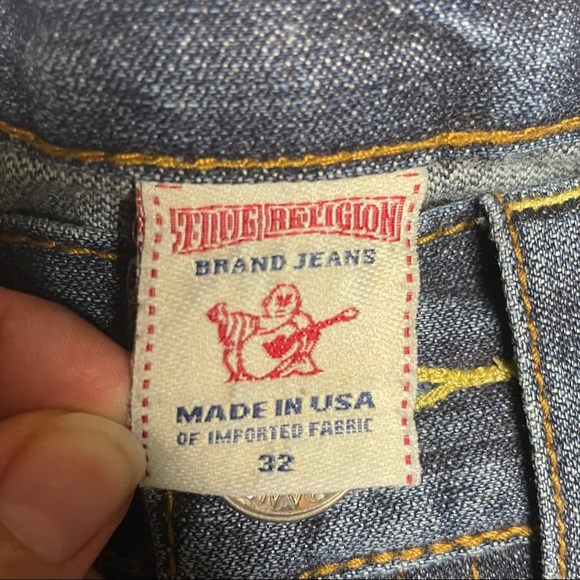 TRUE RELIGION
BRAND JEANS
MADE IN USA
OF IMPORTED FABRIC
32